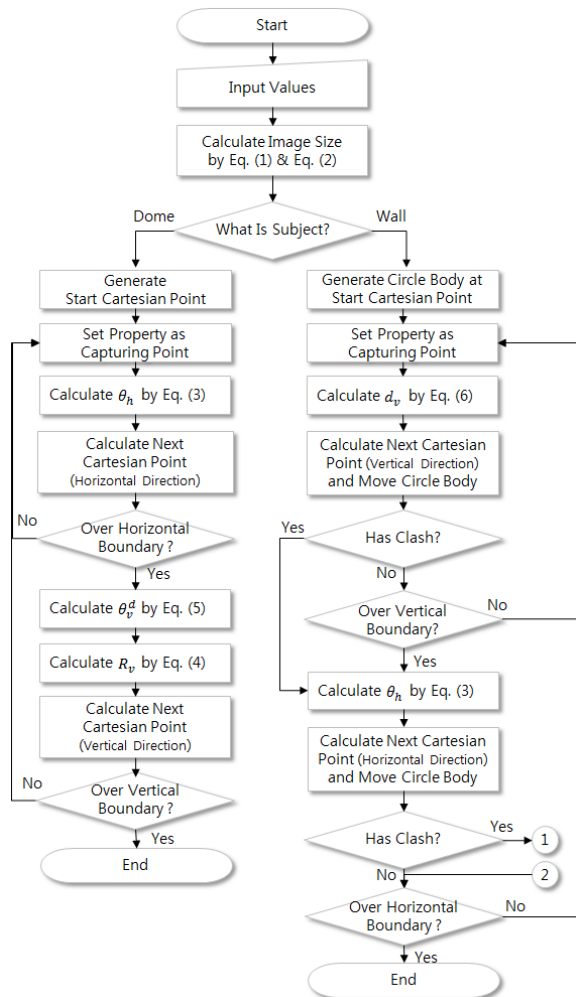 Start
Input Values
Calculate Image Size
by Eq. (1) & Eq. (2)
Dome
What Is Subject?
Wall
Generate
Start Cartesian Point
Set Property as
Capturing Point
Calculate θ_h by Eq. (3)
Calculate Next
Cartesian Point
(Horizontal Direction)
No
Over Horizontal
Boundary ?
Yes
Calculate θ_v^d by Eq. (5)
Calculate R_v by Eq. (4)
Calculate Next
Cartesian Point
(Vertical Direction)
No
Over Vertical
Boundary ?
Yes
End
Generate Circle Body at
Start Cartesian Point
Set Property as
Capturing Point
Calculate d_v by Eq. (6)
Calculate Next Cartesian
Point (Vertical Direction)
and Move Circle Body
Yes
Has Clash?
No
Over Vertical
Boundary?
No
Yes
Calculate θ_h by Eq. (3)
Calculate Next Cartesian
Point (Horizontal Direction)
and Move Circle Body
Has Clash?
Yes
1
No
2
Over Horizontal
Boundary ?
No
Yes
End